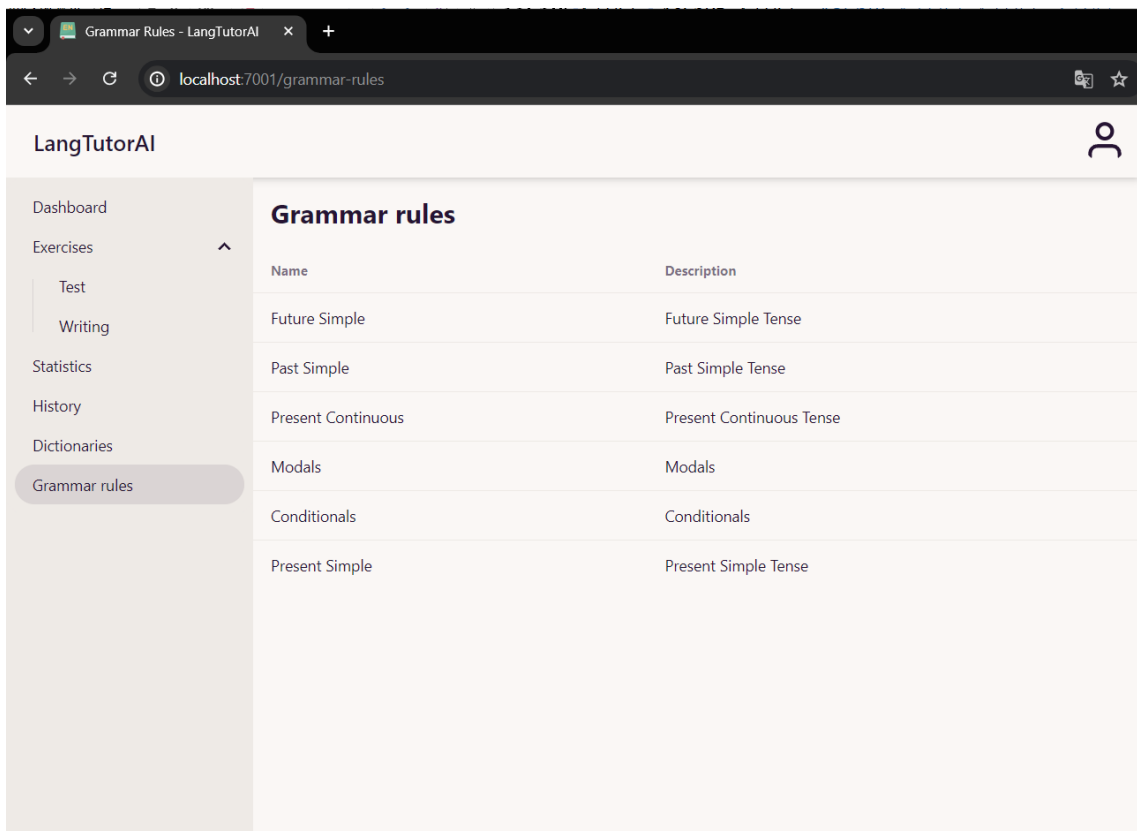 Grammar Rules - LangTutorAI
localhost:7001/grammar-rules
LangTutorAI
Dashboard
Exercises
Test
Writing
Statistics
History
Dictionaries
Grammar rules
Grammar rules
Name Description
Future Simple Future Simple Tense
Past Simple Past Simple Tense
Present Continuous Present Continuous Tense
Modals Modals
Conditionals Conditionals
Present Simple Present Simple Tense